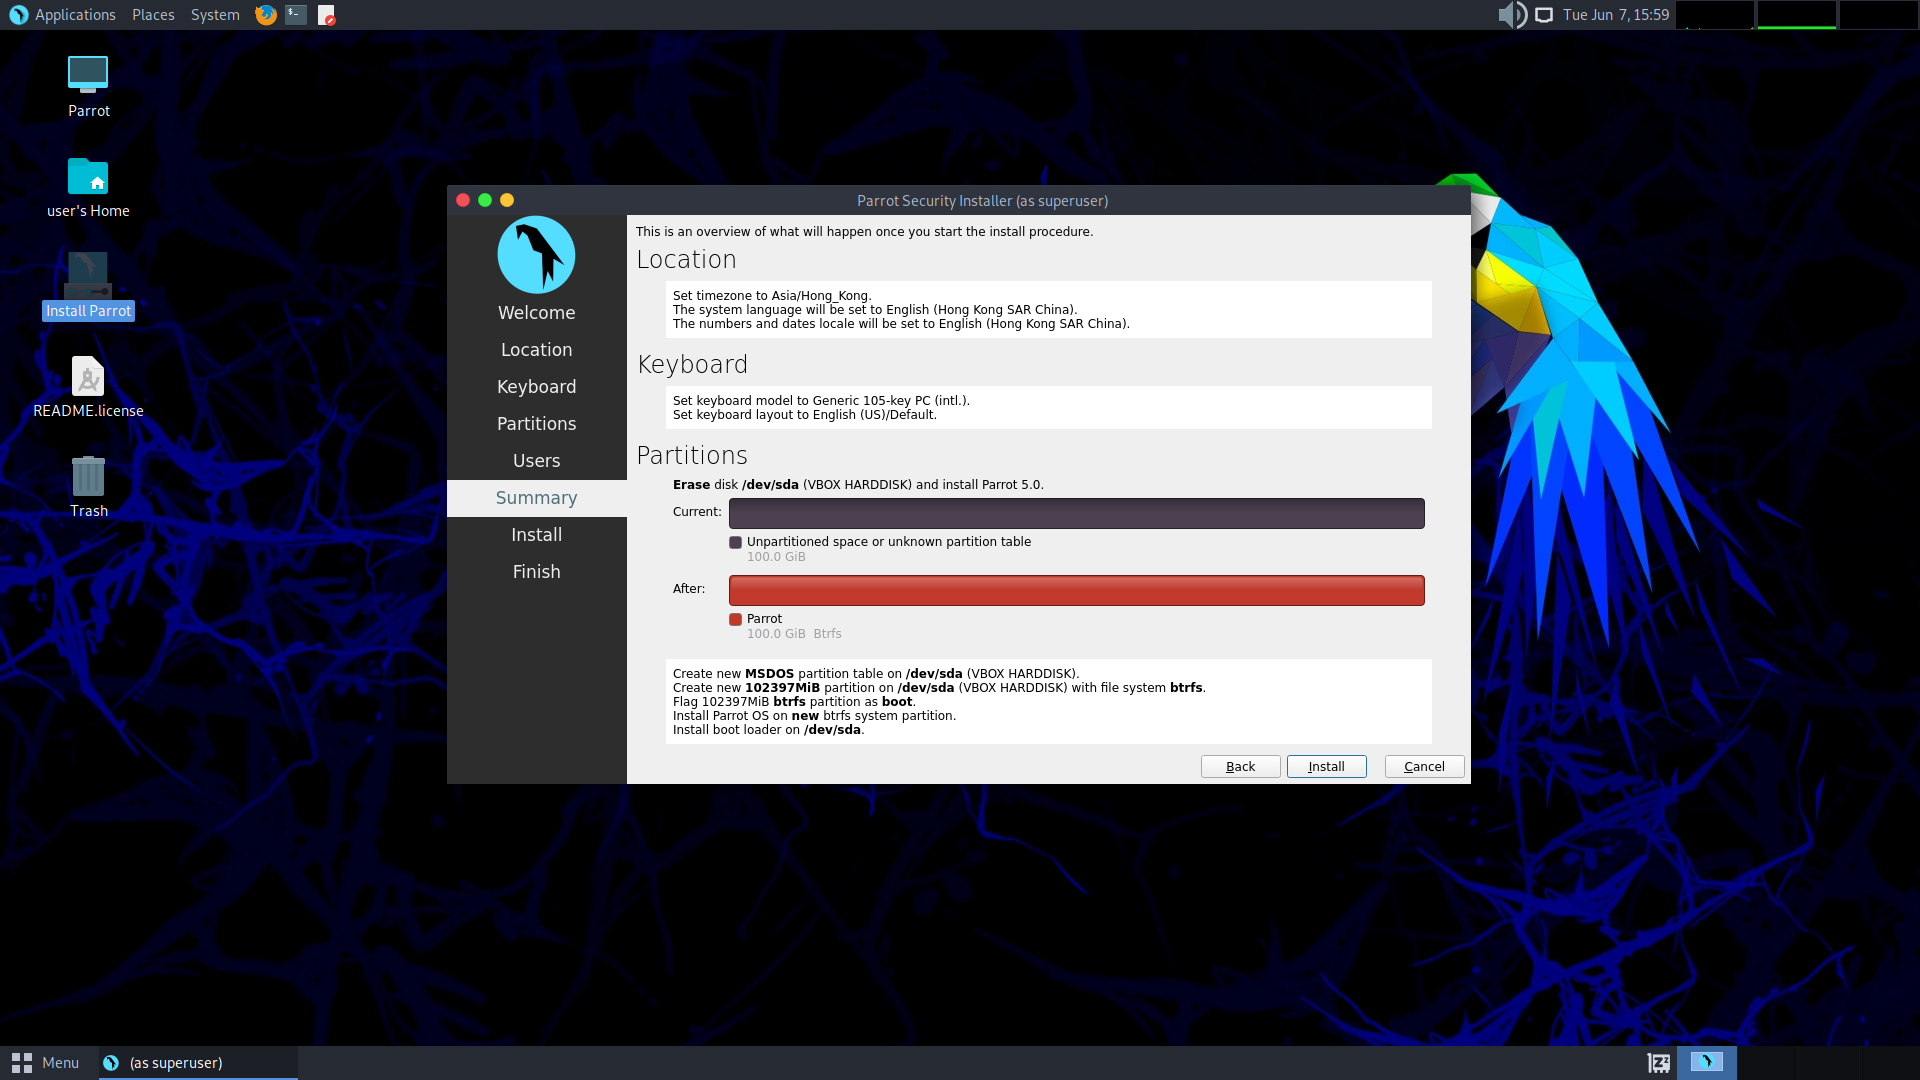 Applications Places System
Tue Jun 7, 15:59
Parrot
user's Home
Install Parrot
README.license
Trash
Parrot Security Installer (as superuser)
Welcome
Location
Keyboard
Partitions
Users
Summary
Install
Finish
This is an overview of what will happen once you start the install procedure.
Location
Set timezone to Asia/Hong_Kong.
The system language will be set to English (Hong Kong SAR China).
The numbers and dates locale will be set to English (Hong Kong SAR China).
Keyboard
Set keyboard model to Generic 105-key PC (intl.).
Set keyboard layout to English (US)/Default.
Partitions
Erase disk /dev/sda (VBOX HARDDISK) and install Parrot 5.0.
Current:
Unpartitioned space or unknown partition table
100.0 GiB
After:
Parrot
100.0 GiB Btrfs
Create new MSDOS partition table on /dev/sda (VBOX HARDDISK).
Create new 102397MiB partition on /dev/sda (VBOX HARDDISK) with file system btrfs.
Flag 102397MiB btrfs partition as boot.
Install Parrot OS on new btrfs system partition.
Install boot loader on /dev/sda.
Back Install Cancel
Menu (as superuser)